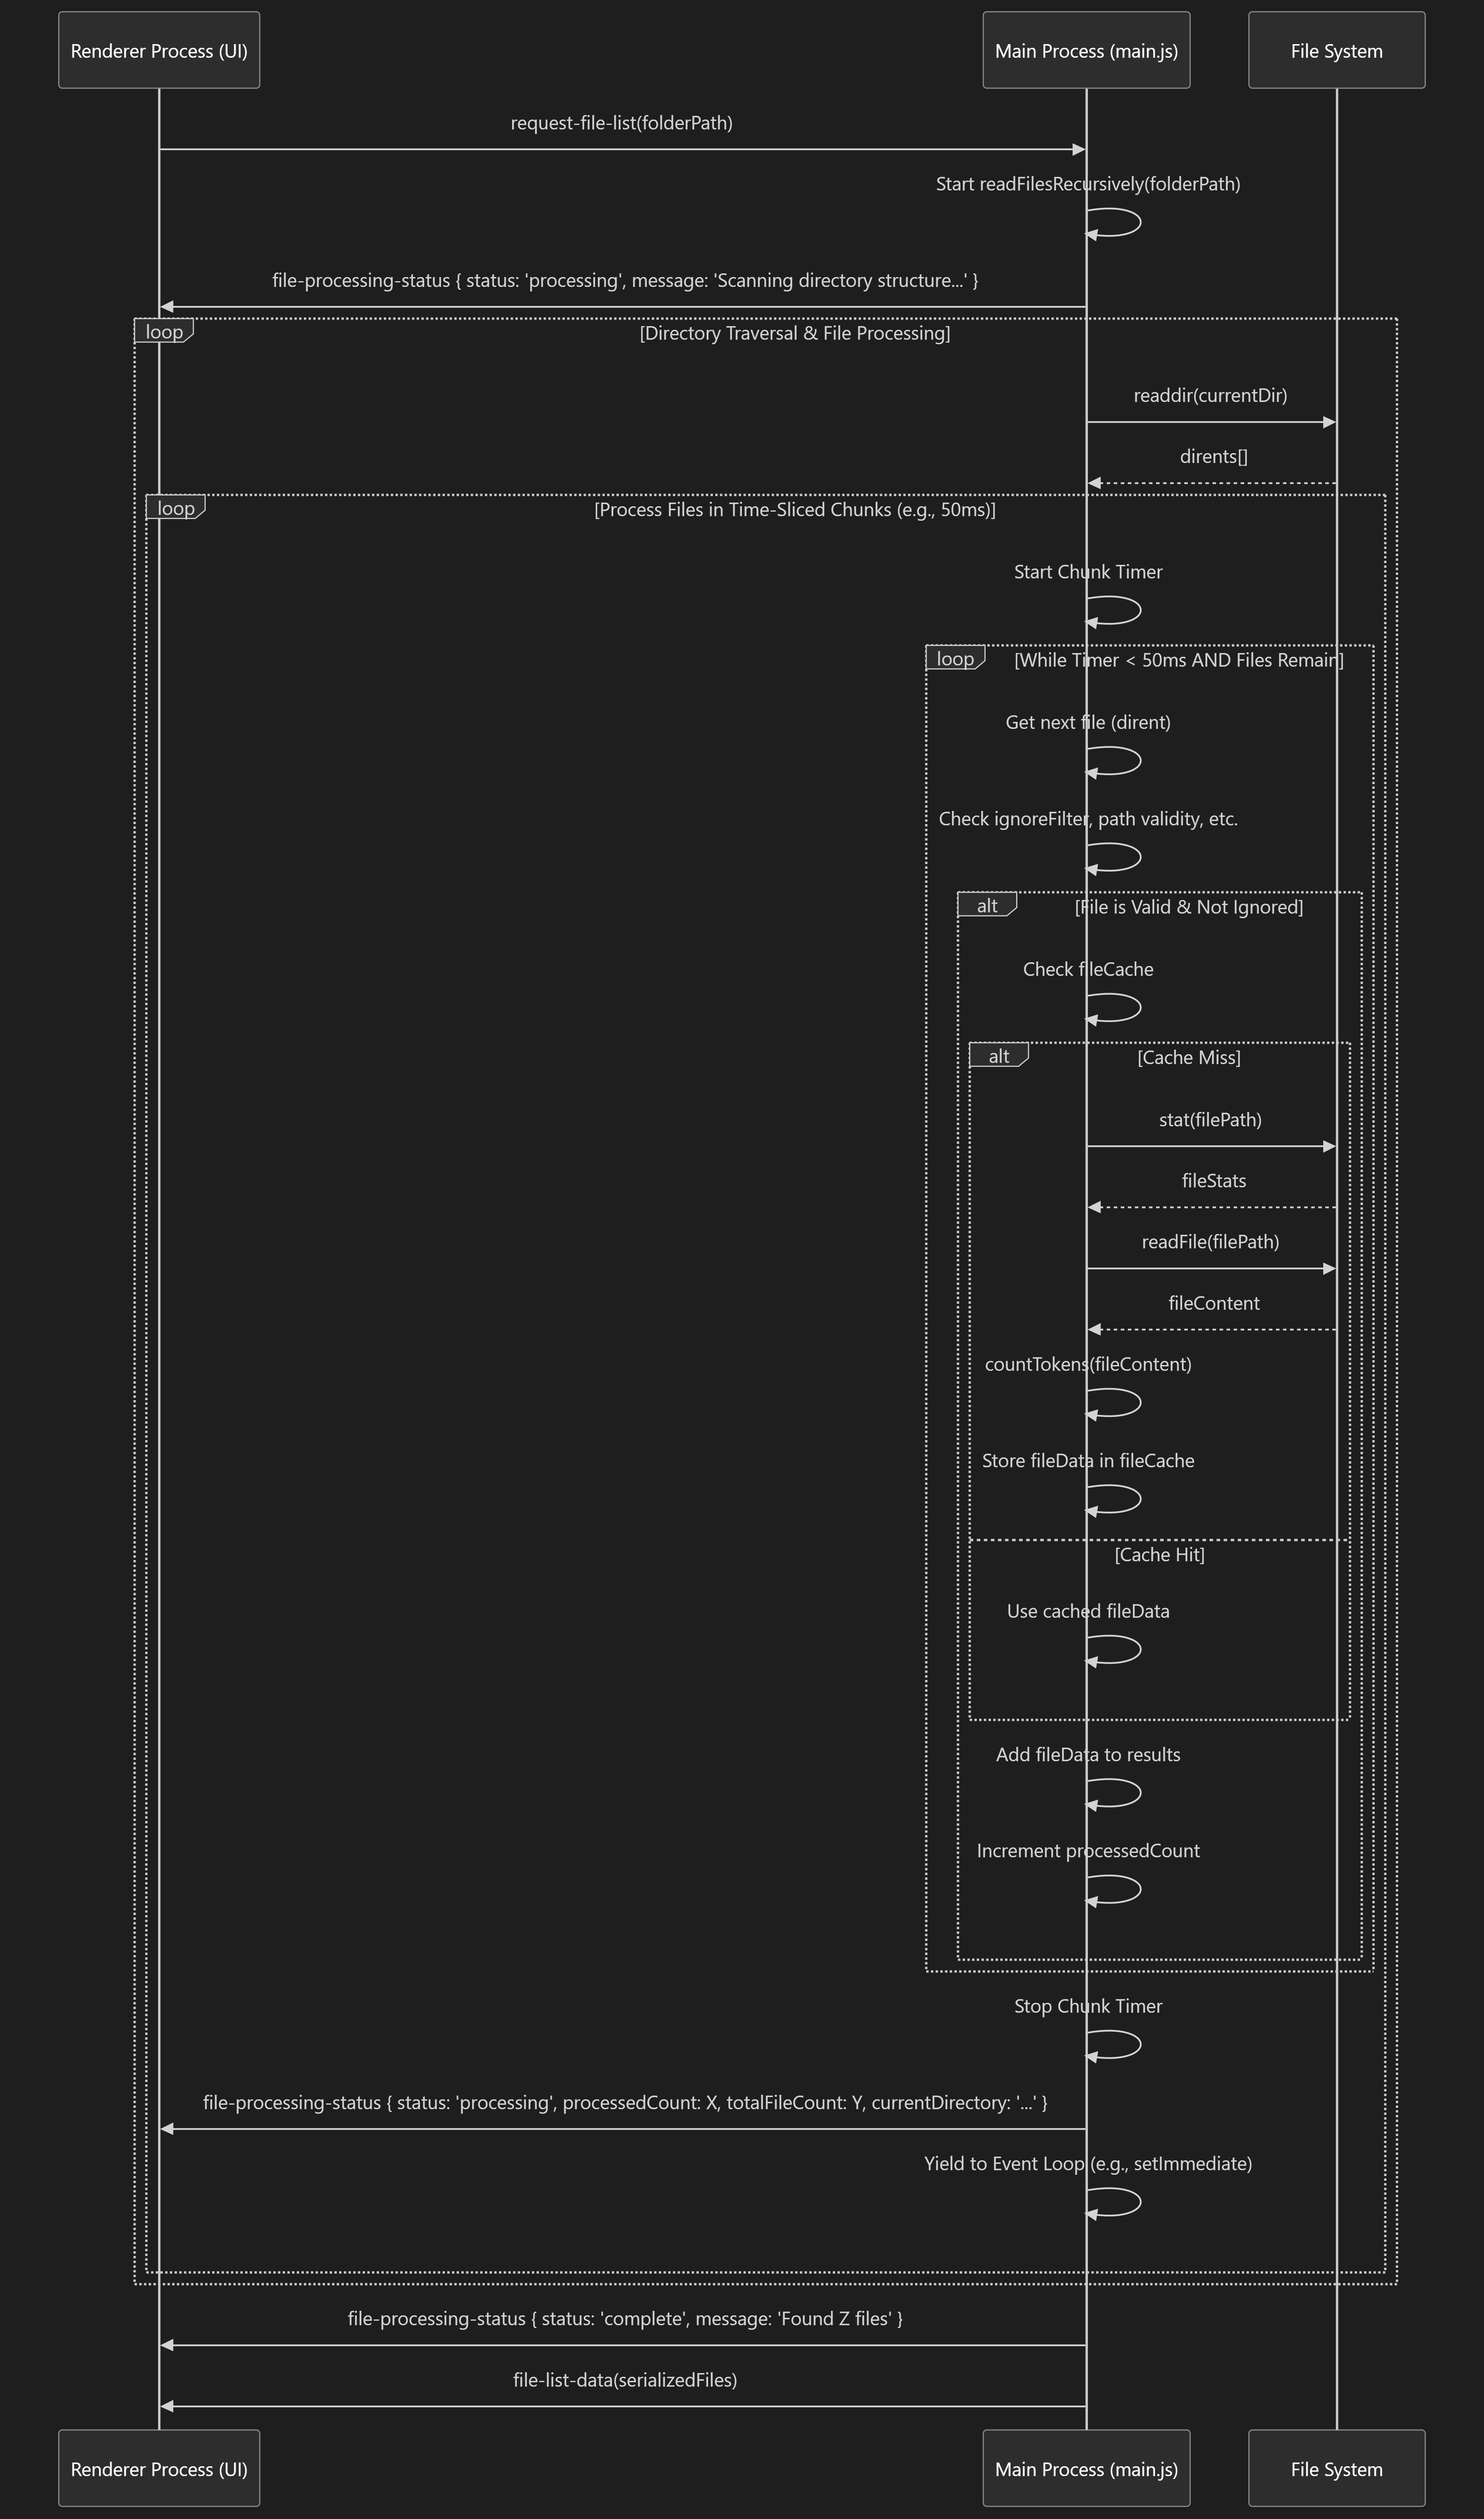 Renderer Process (UI)
Main Process (main.js)
File System
request-file-list(folderPath)
Start readFilesRecursively(folderPath)
file-processing-status { status: 'processing', message: 'Scanning directory structure...' }
loop
[Directory Traversal & File Processing]
readdir(currentDir)
dirents[]
loop
[Process Files in Time-Sliced Chunks (e.g., 50ms)]
Start Chunk Timer
loop
[While Timer < 50ms AND Files Remain]
Get next file (dirent)
Check ignoreFilter, path validity, etc.
alt
[File is Valid & Not Ignored]
Check fileCache
alt
[Cache Miss]
stat(filePath)
fileStats
readFile(filePath)
fileContent
countTokens(fileContent)
Store fileData in fileCache
[Cache Hit]
Use cached fileData
Add fileData to results
Increment processedCount
Stop Chunk Timer
file-processing-status { status: 'processing', processedCount: X, totalFileCount: Y, currentDirectory: '...' }
Yield to Event Loop (e.g., setImmediate)
file-processing-status { status: 'complete', message: 'Found Z files' }
file-list-data(serializedFiles)
Renderer Process (UI)
Main Process (main.js)
File System